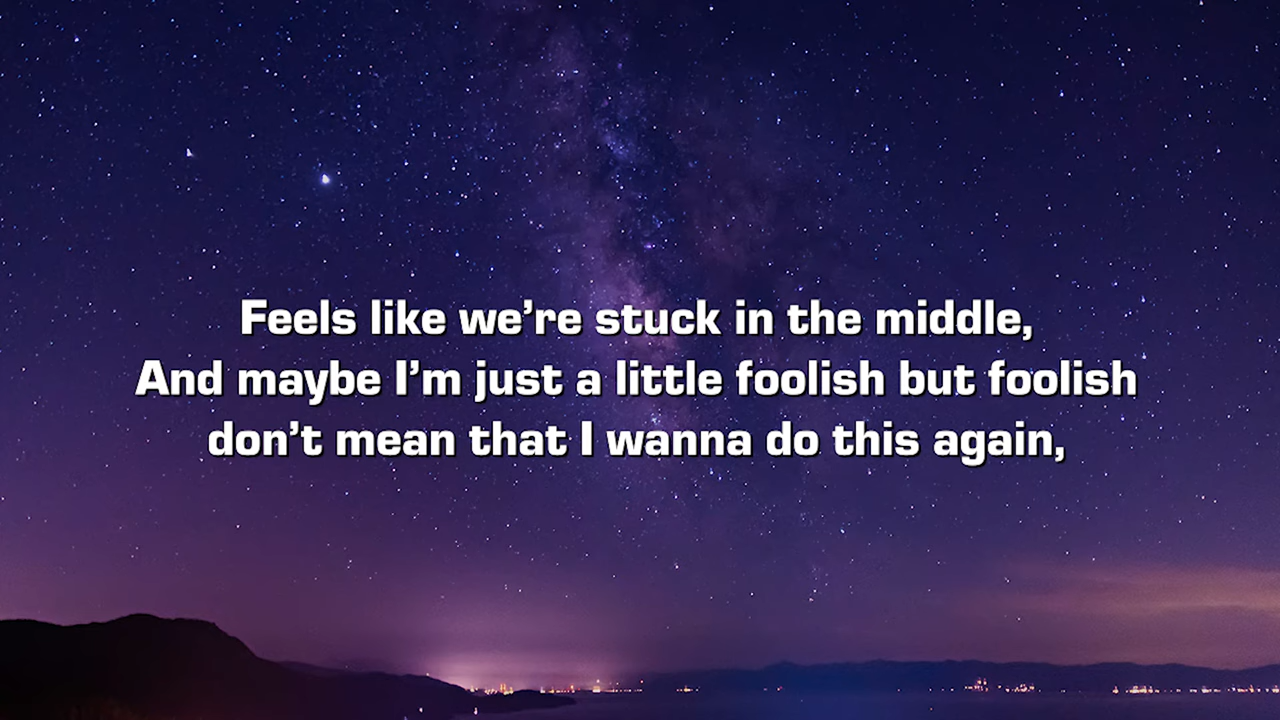 Feels like we’re stuck in the middle,
And maybe I’m just a little foolish but foolish
don’t mean that I wanna do this again,